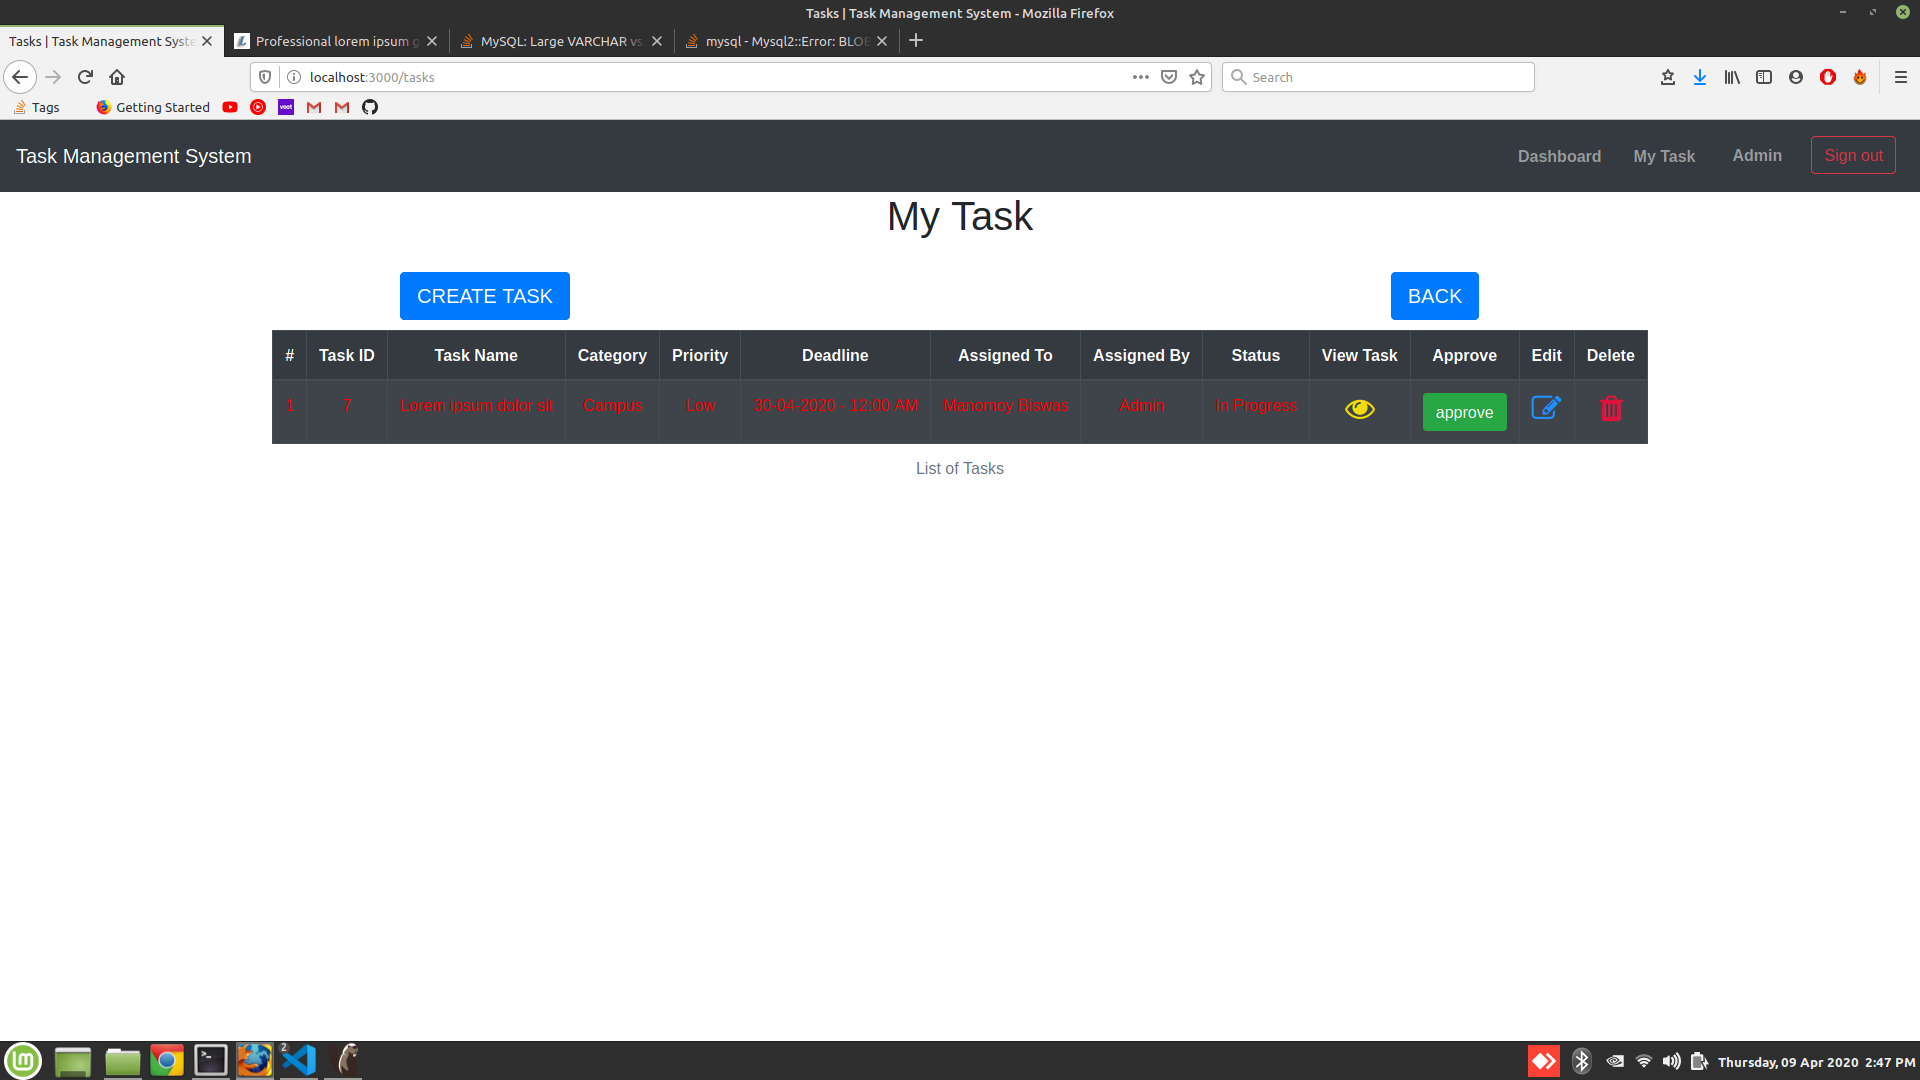 Tasks | Task Management System - Mozilla Firefox
Tasks | Task Management Syste
Professional lorem ipsum g
MySQL: Large VARCHAR vs.
mysql - Mysql2::Error: BLOB
localhost:3000/tasks
Search
Tags
Getting Started
voot
Task Management System
Dashboard
My Task
Admin
Sign out
My Task
CREATE TASK
BACK
# Task ID Task Name Category Priority Deadline Assigned To Assigned By Status View Task Approve Edit Delete
1 7 Lorem ipsum dolor sit Campus Low 30-04-2020 - 12:00 AM Manomoy Biswas Admin In Progress approve
List of Tasks
2
Thursday, 09 Apr 2020 2:47 PM